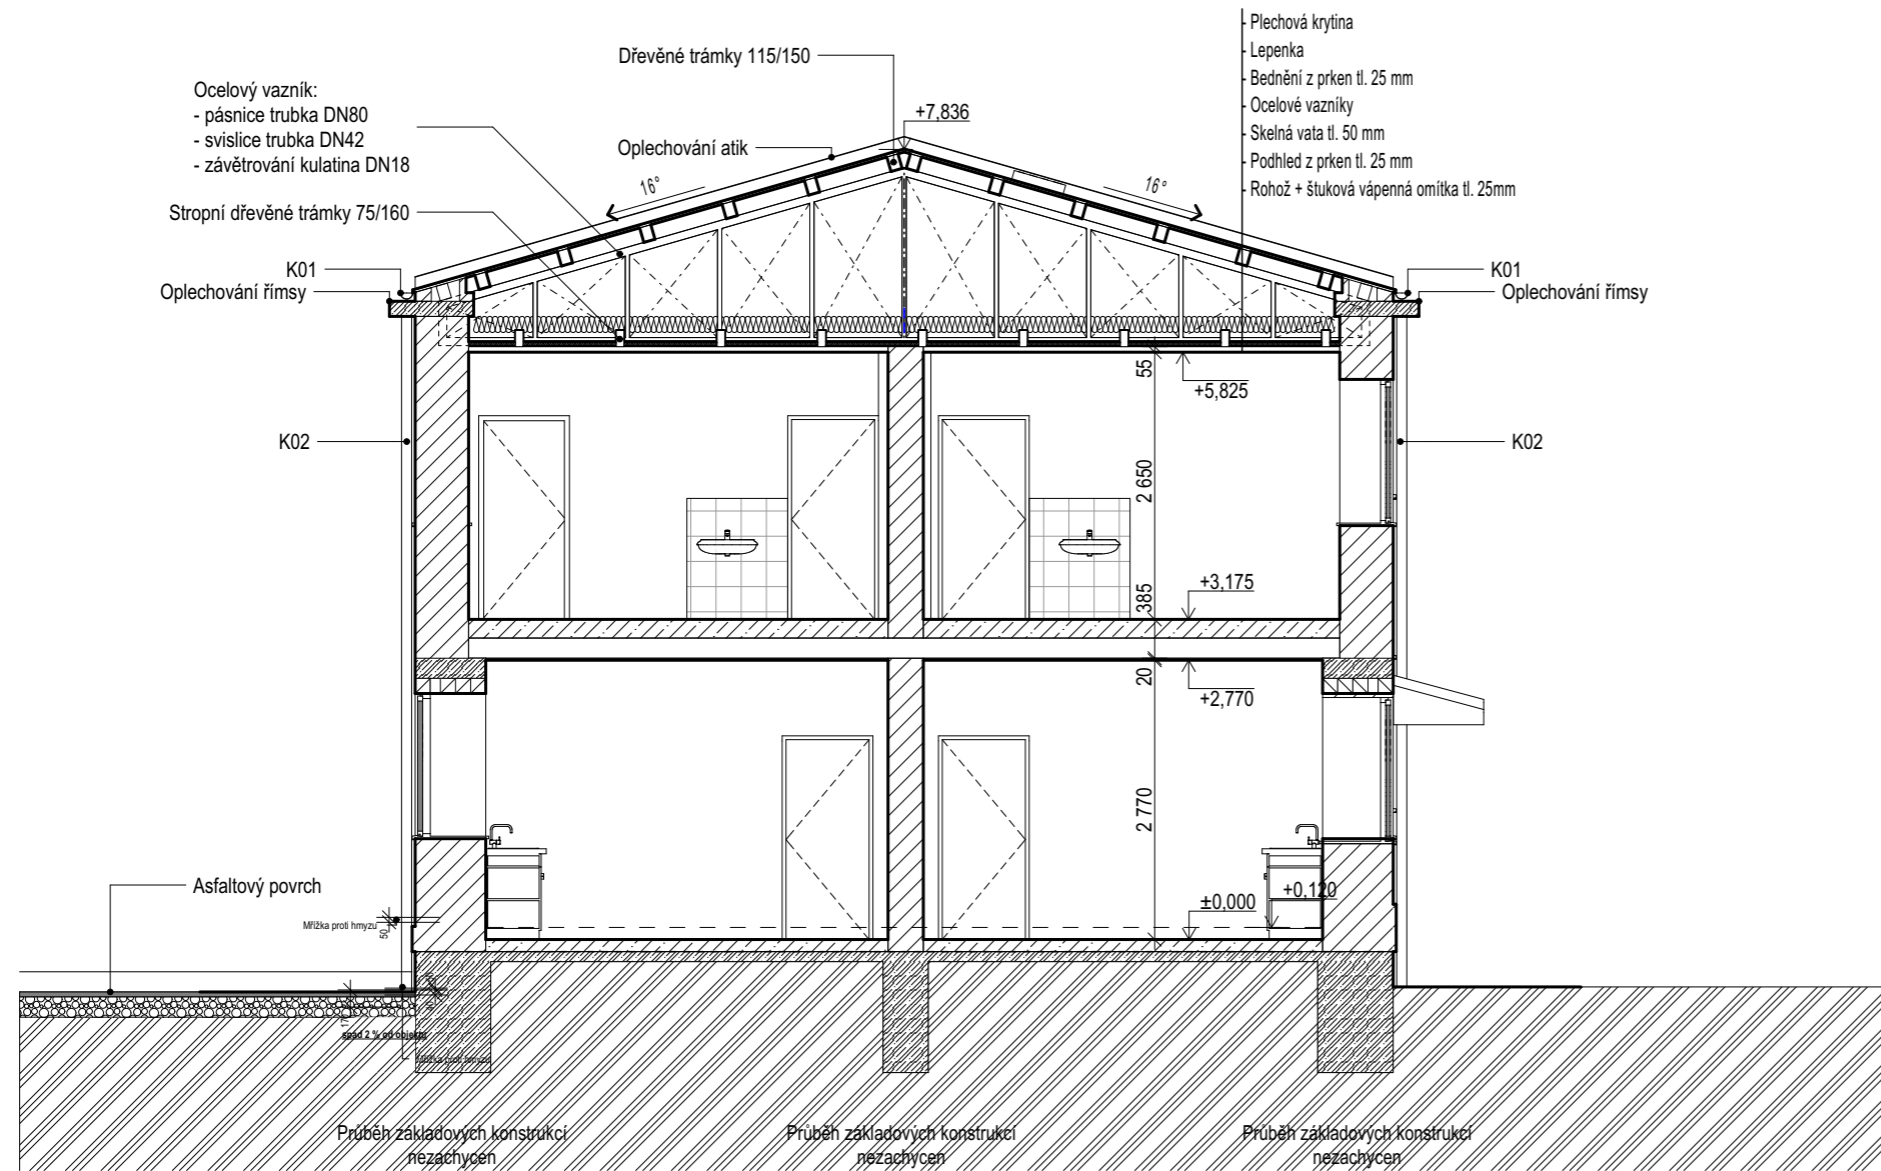 Plechová krytina
Lepenka
Bednění z prken tl. 25 mm
Ocelové vazníky
Skelná vata tl. 50 mm
Podhled z prken tl. 25 mm
Rohož + štuková vápenná omítka tl. 25mm
Dřevěné trámky 115/150
Ocelový vazník:
- pásnice trubka DN80
- svislice trubka DN42
- závětrování kulatina DN18
+7,836
Oplechování atik
16°
16°
Stropní dřevěné trámky 75/160
K01
Oplechování římsy
K01
Oplechování římsy
55
+5,825
K02
K02
2 650
385
+3,175
20
+2,770
2 770
Asfaltový povrch
±0,000
+0,120
Mřížka proti hmyzu
50
spád 2 % od objektu
Mřížka proti hmyzu
Průběh základových konstrukcí
nezachycen
Průběh základových konstrukcí
nezachycen
Průběh základových konstrukcí
nezachycen